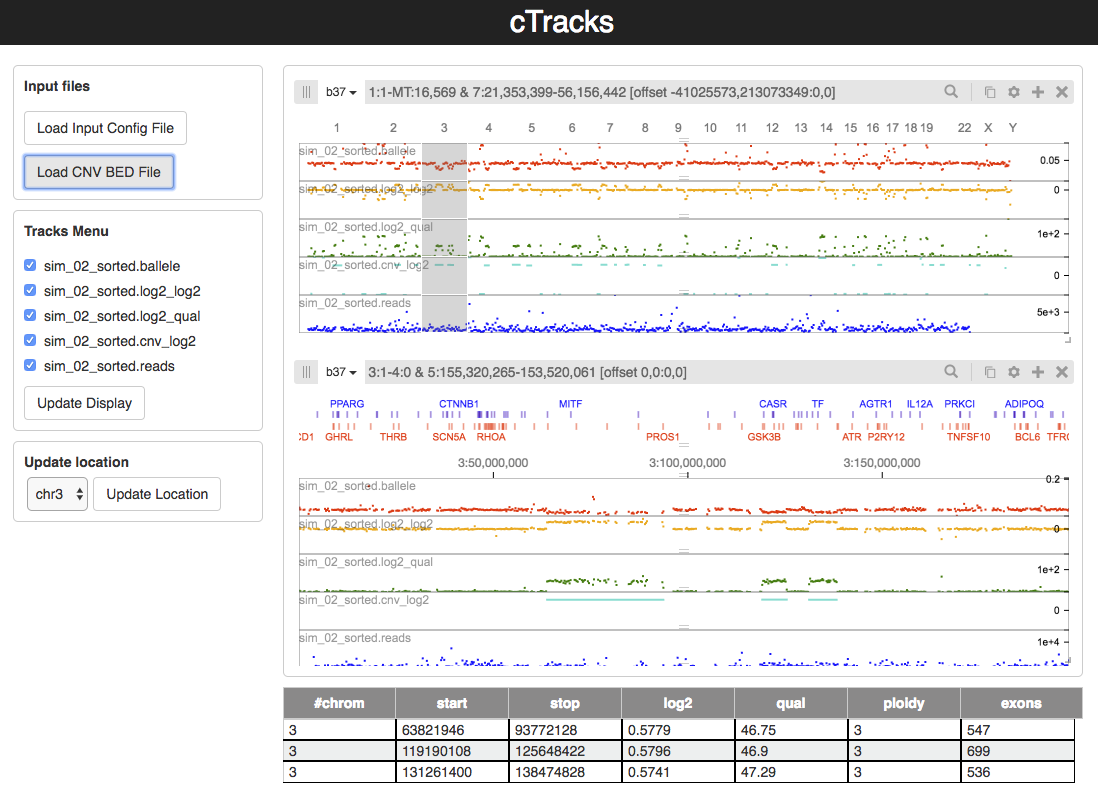 cTracks
Input files
Load Input Config File
Load CNV BED File
Tracks Menu
sim_02_sorted.ballele
sim_02_sorted.log2_log2
sim_02_sorted.log2_qual
sim_02_sorted.cnv_log2
sim_02_sorted.reads
Update Display
Update location
chr3 Update Location
b37 1:1-MT:16,569 & 7:21,353,399-56,156,442 [offset -41025573,213073349:0,0]
1 2 3 4 5 6 7 8 9 10 11 12 13 14 15 16 17 18 19 22 X Y
sim_02_sorted.ballele
0.05
sim_02_sorted.log2_log2
0
sim_02_sorted.log2_qual
1e+2
sim_02_sorted.cnv_log2
0
sim_02_sorted.reads
5e+3
b37 3:1-4:0 & 5:155,320,265-153,520,061 [offset 0,0:0,0]
PPARG CTNNB1 MITF CASR TF AGTR1 IL12A PRKCI ADIPOQ
CD1 GHRL THRB SCN5A RHOA PROS1 GSK3B ATR P2RY12 TNFSF10 BCL6 TFRC
3:50,000,000 3:100,000,000 3:150,000,000
sim_02_sorted.ballele
0.2
sim_02_sorted.log2_log2
0
sim_02_sorted.log2_qual
1e+2
sim_02_sorted.cnv_log2
0
sim_02_sorted.reads
1e+4
#chrom start stop log2 qual ploidy exons
3 63821946 93772128 0.5779 46.75 3 547
3 119190108 125648422 0.5796 46.9 3 699
3 131261400 138474828 0.5741 47.29 3 536